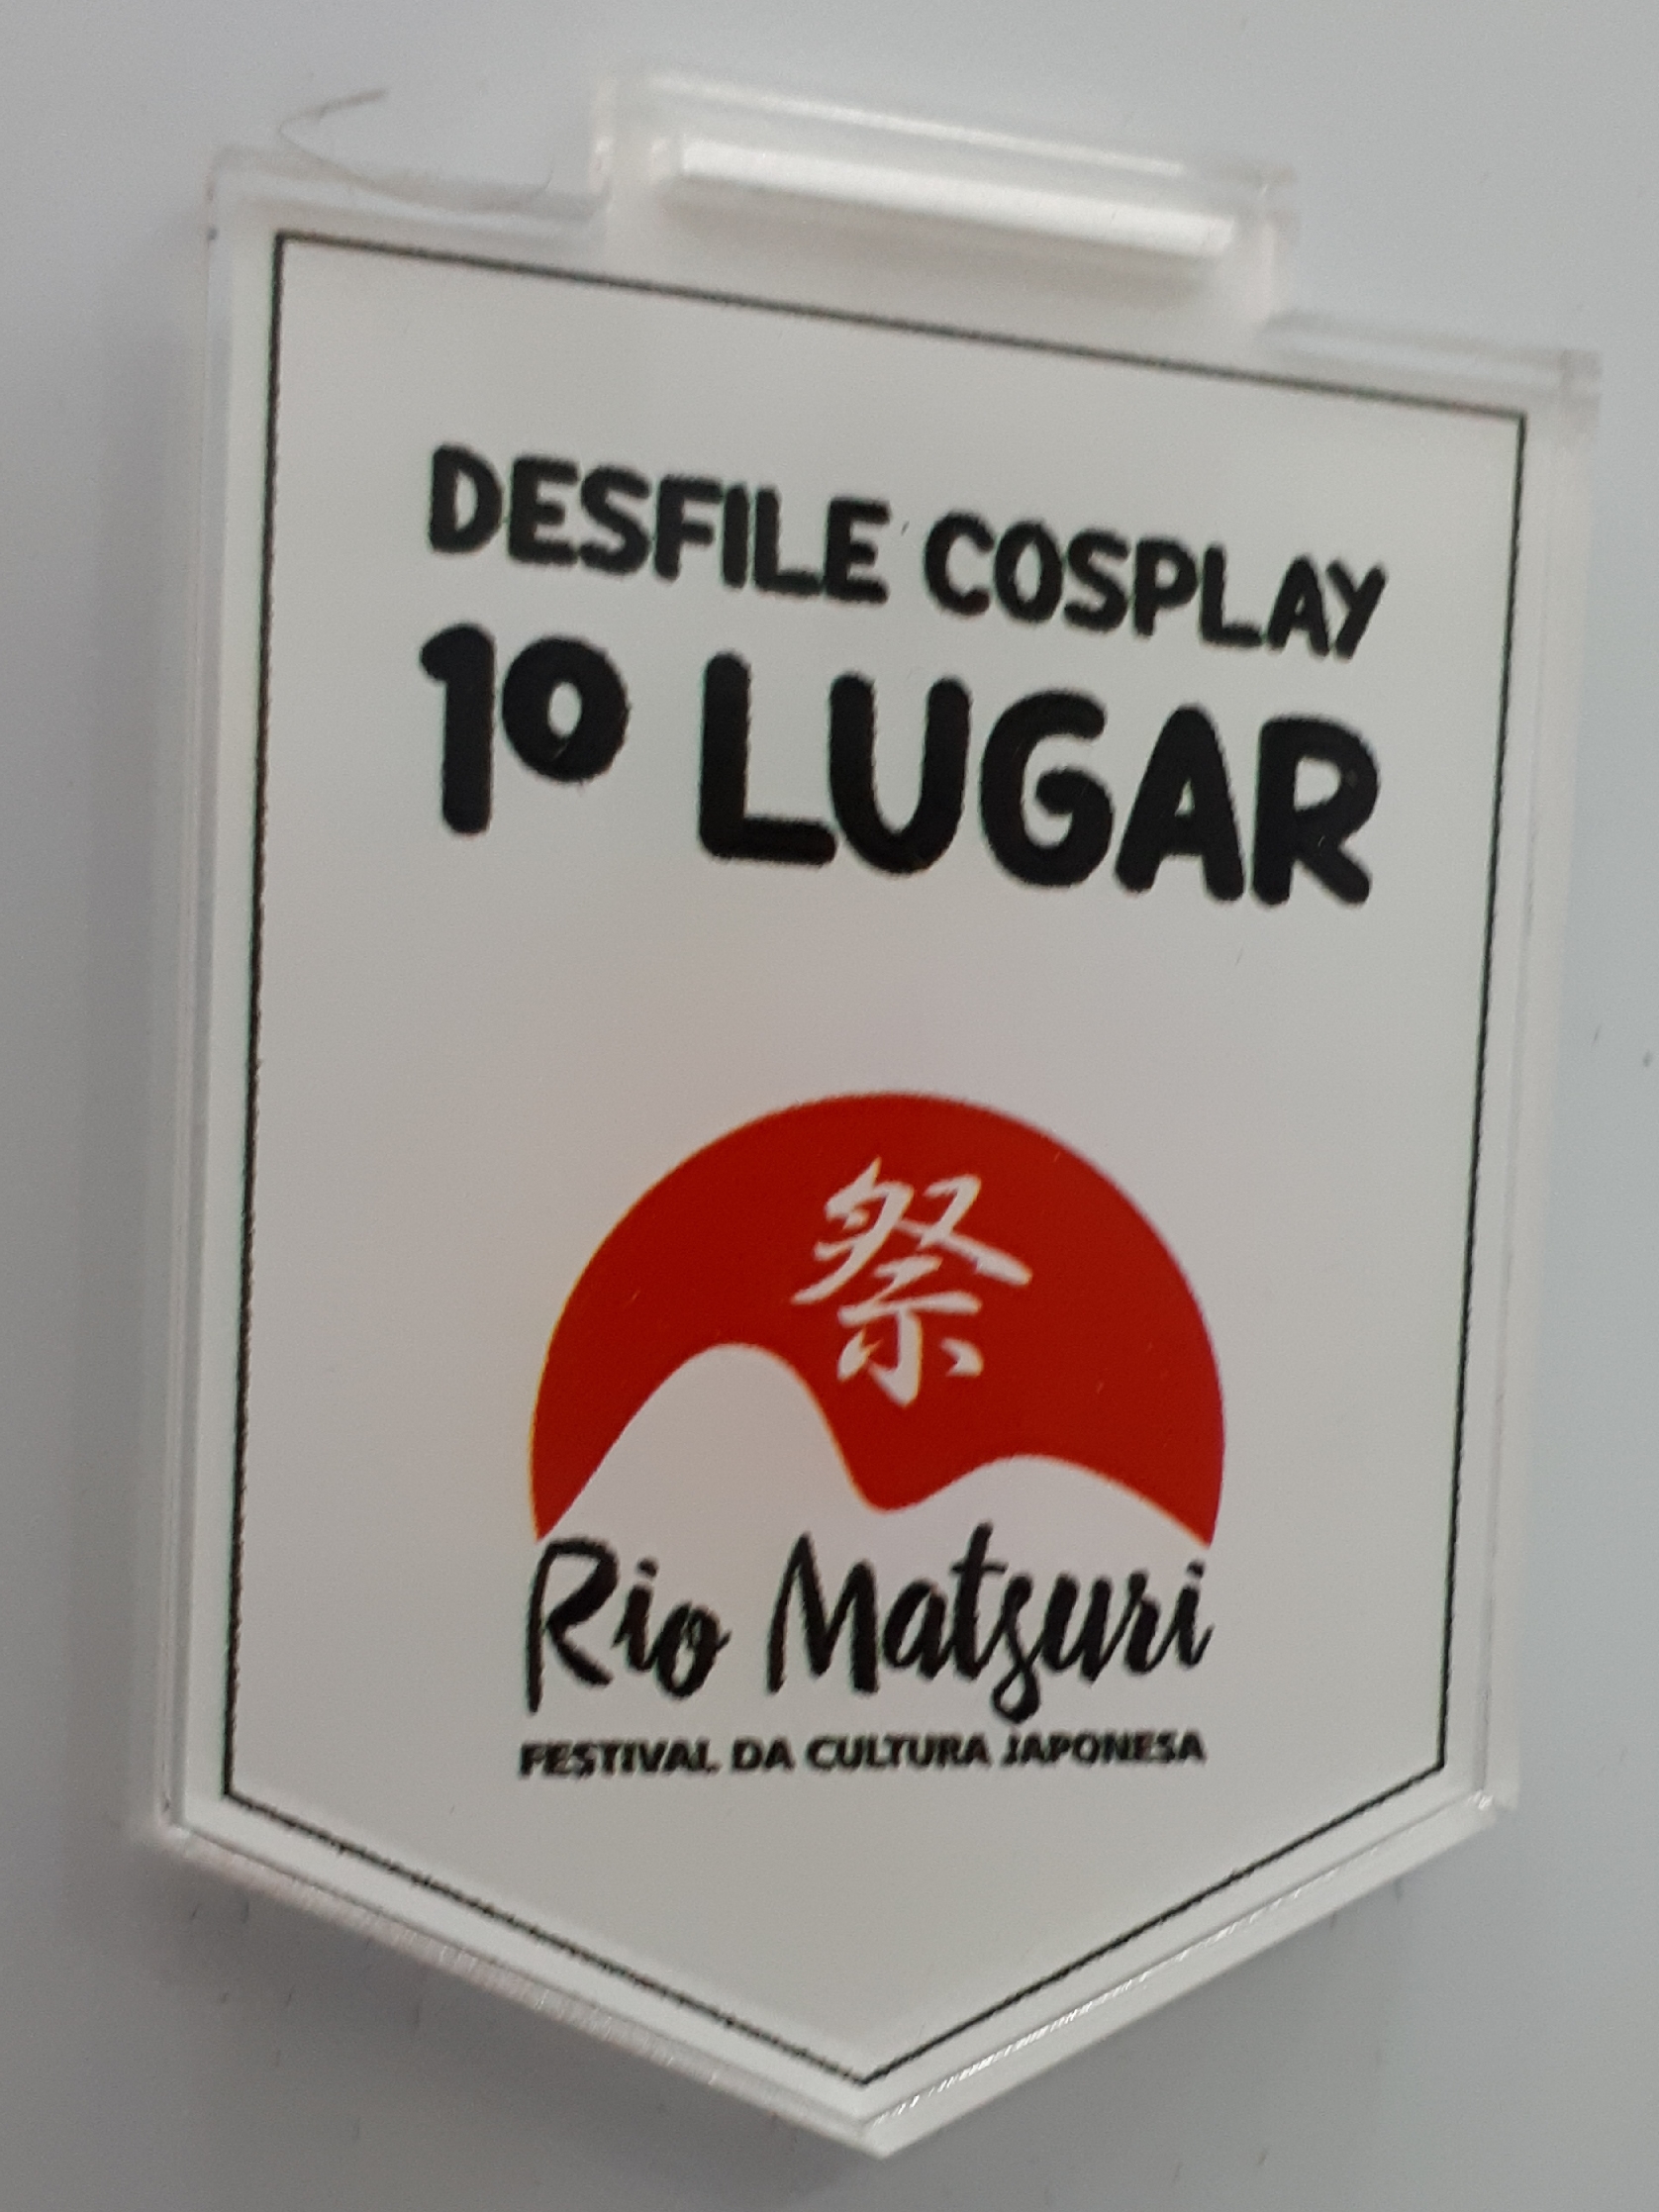 DESFILE COSPLAY
1º LUGAR
祭
Rio Matsuri
FESTIVAL DA CULTURA JAPONESA